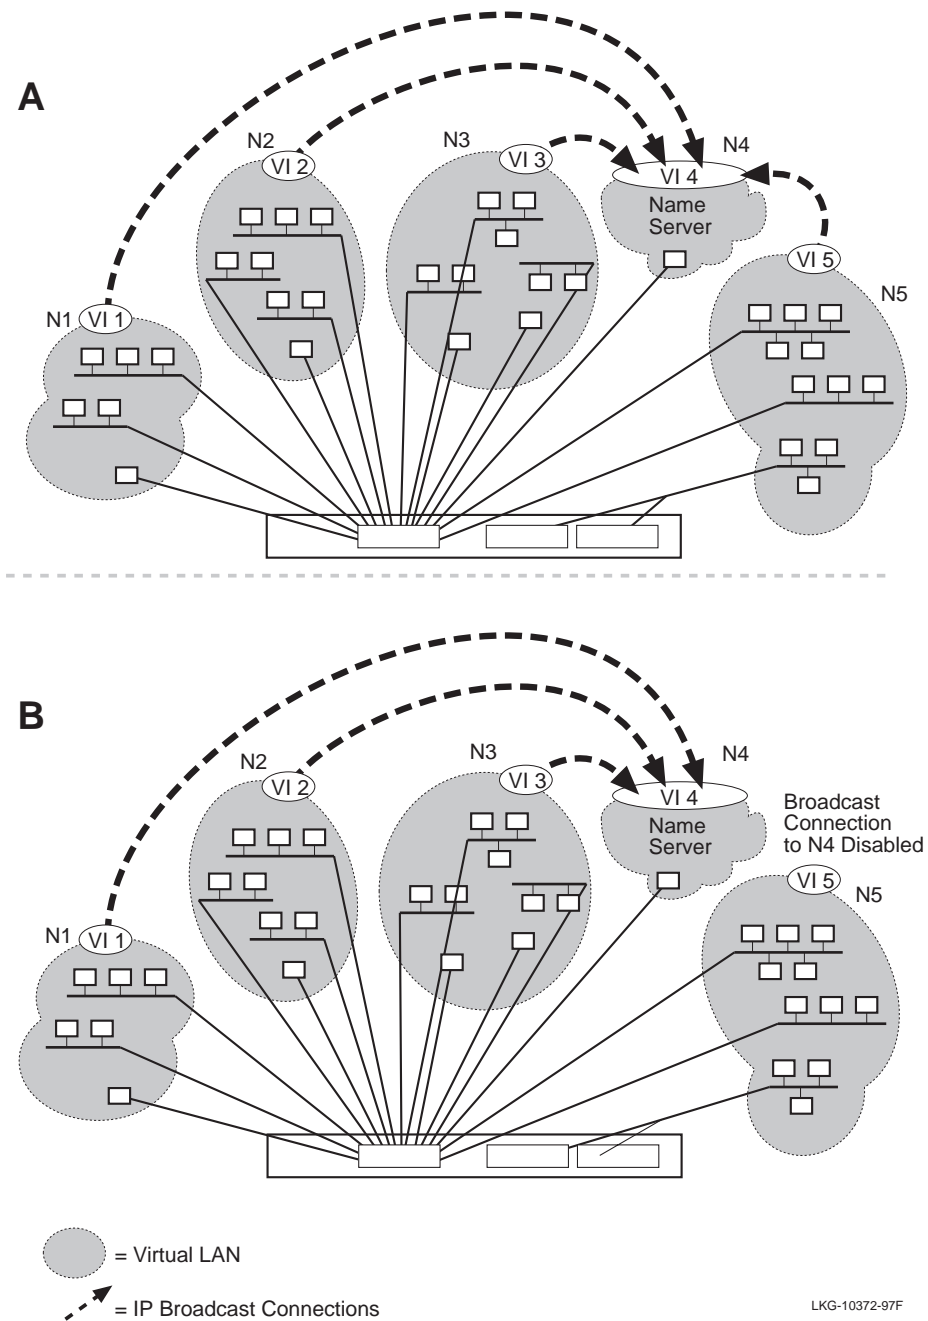 A
N2
VI 2
N3
VI 3
N4
VI 4
Name
Server
VI 5
N5
N1
VI 1
B
N2
VI 2
N3
VI 3
N4
VI 4
Name
Server
Broadcast
Connection
to N4 Disabled
VI 5
N5
N1
VI 1
= Virtual LAN
= IP Broadcast Connections
LKG-10372-97F